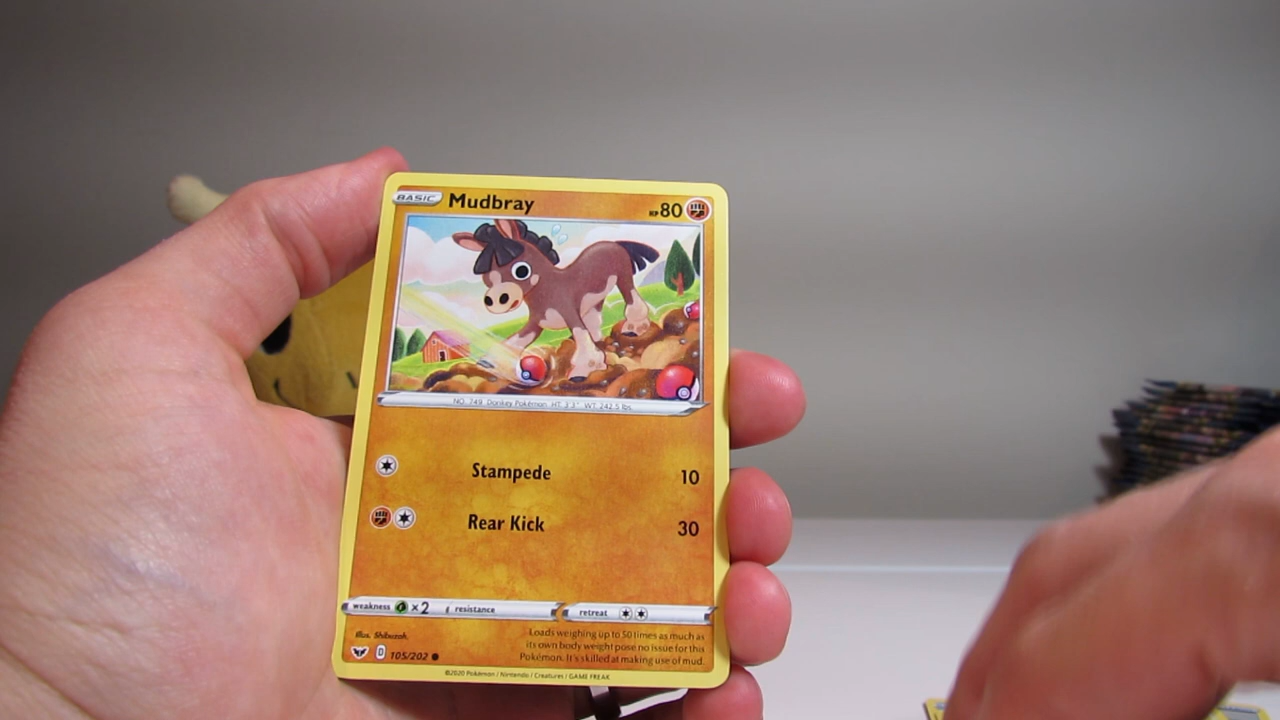 BASIC Mudbray HP 80
NO. 749 Donkey Pokémon HT: 3'3" WT: 242.5 lbs.
Stampede 10
Rear Kick 30
weakness ×2 resistance retreat
Illus. Shibuzoh.
Loads weighing up to 50 times as much as
its own body weight pose no issue for this
Pokémon. It's skilled at making use of mud.
D 105/202
©2020 Pokémon / Nintendo / Creatures / GAME FREAK